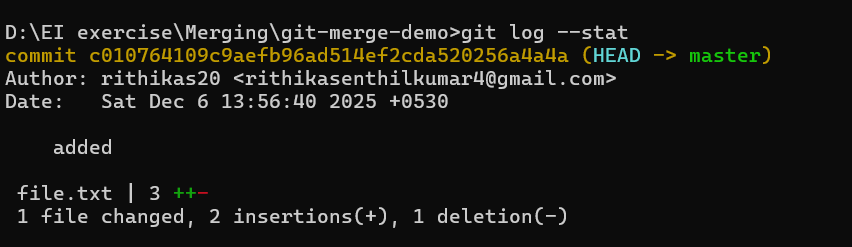 D:\EI exercise\Merging\git-merge-demo>git log --stat
commit c010764109c9aefb96ad514ef2cda520256a4a4a (HEAD -> master)
Author: rithikas20 <rithikasenthilkumar4@gmail.com>
Date:   Sat Dec 6 13:56:40 2025 +0530
    added
 file.txt | 3 ++-
 1 file changed, 2 insertions(+), 1 deletion(-)